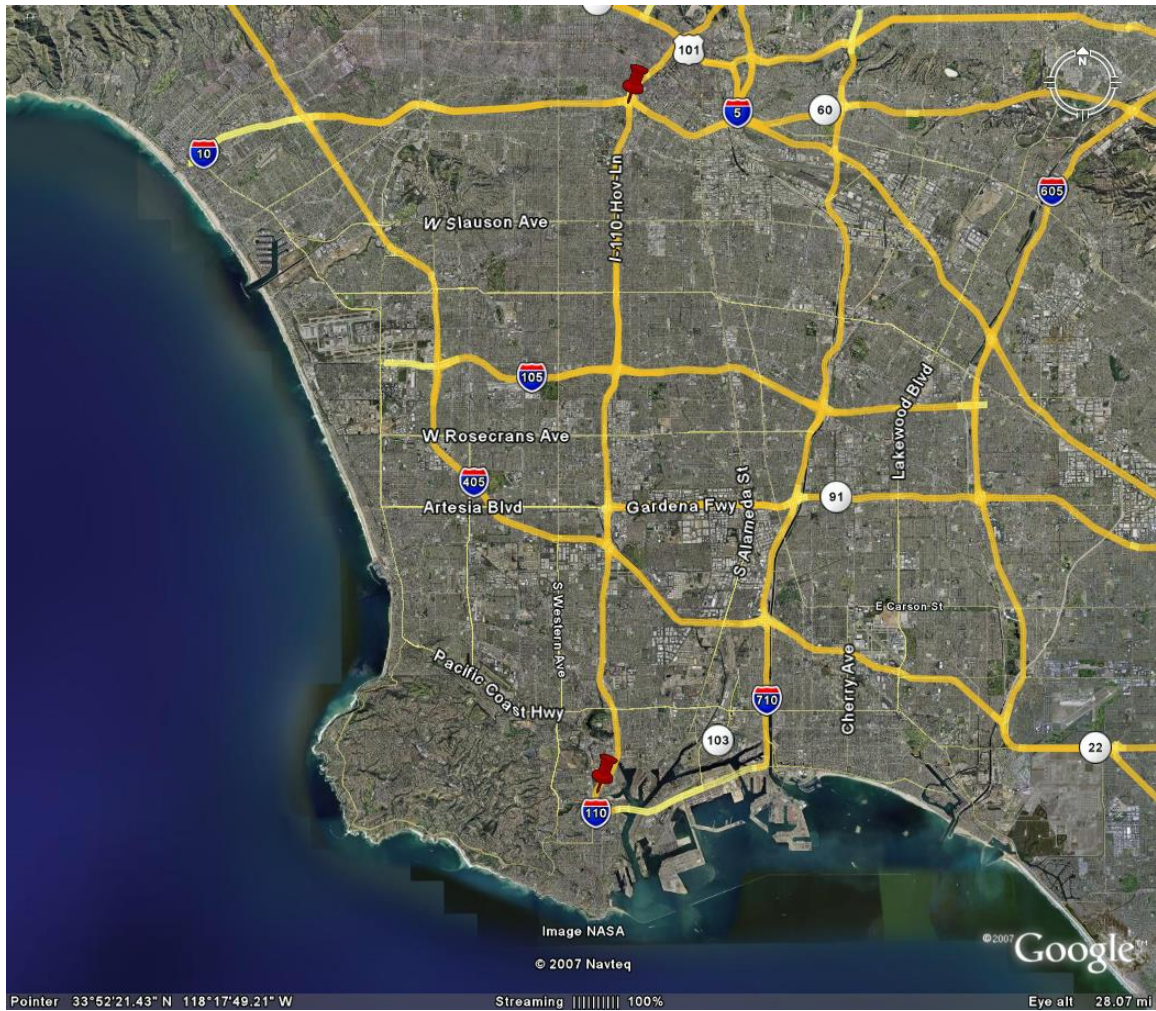 101
N
5
60
10
I-110-Hov-Ln
605
W Slauson Ave
105
Lakewood Blvd
W Rosecrans Ave
405
Artesia Blvd
Gardena Fwy
91
S Alameda St
S Western Ave
E Carson St
Pacific Coast Hwy
Cherry Ave
710
103
22
110
Image NASA
© 2007 Navteq
©2007 Google™
Pointer 33°52'21.43" N 118°17'49.21" W
Streaming |||||||||| 100%
Eye alt 28.07 mi